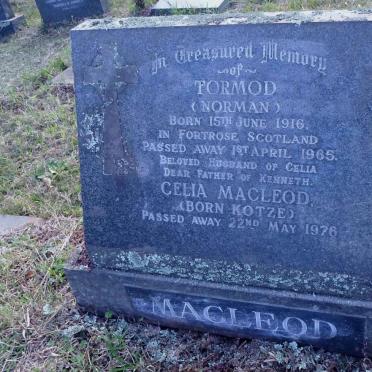 In Treasured Memory
~ of ~
TORMOD
(NORMAN)
BORN 15TH JUNE 1916.
IN FORTROSE SCOTLAND
PASSED AWAY 1ST APRIL 1965.
BELOVED HUSBAND OF CELIA
DEAR FATHER OF KENNETH.
CELIA MACLEOD.
(BORN KOTZE)
PASSED AWAY 22ND MAY 1976
MACLEOD